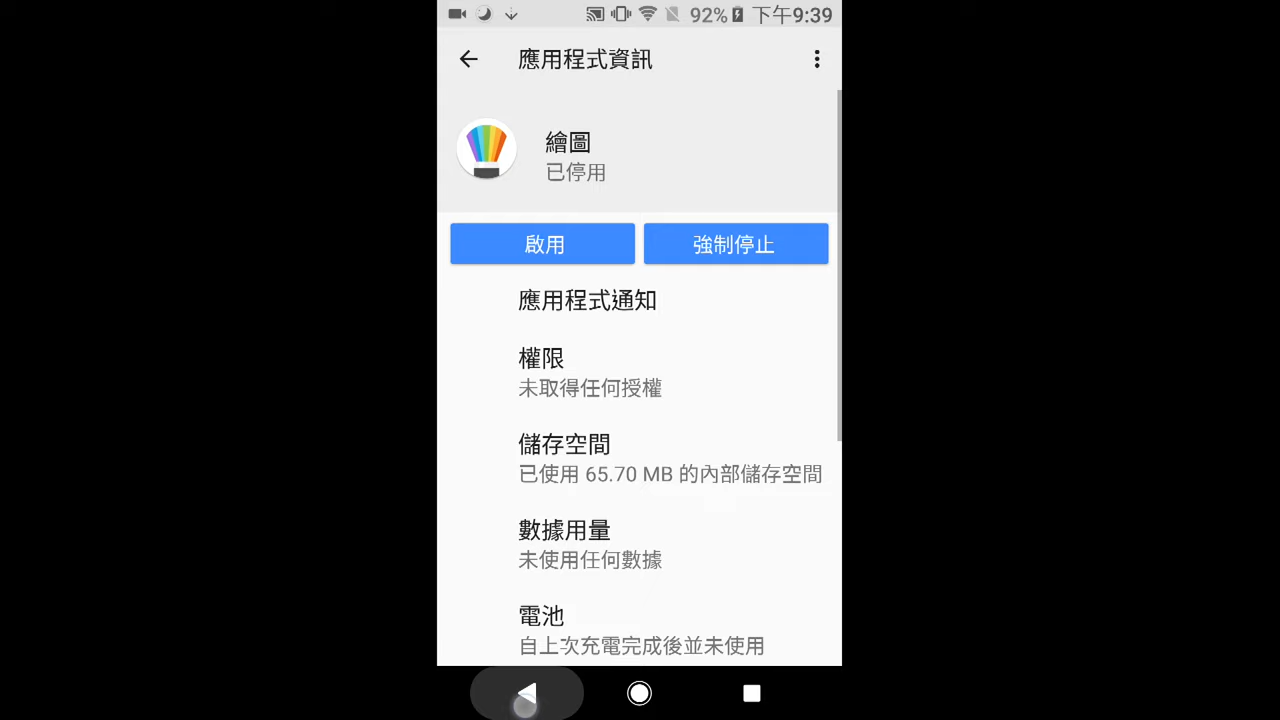 92% 下午9:39
應用程式資訊
繪圖
已停用
啟用 強制停止
應用程式通知
權限
未取得任何授權
儲存空間
已使用 65.70 MB 的內部儲存空間
數據用量
未使用任何數據
電池
自上次充電完成後並未使用